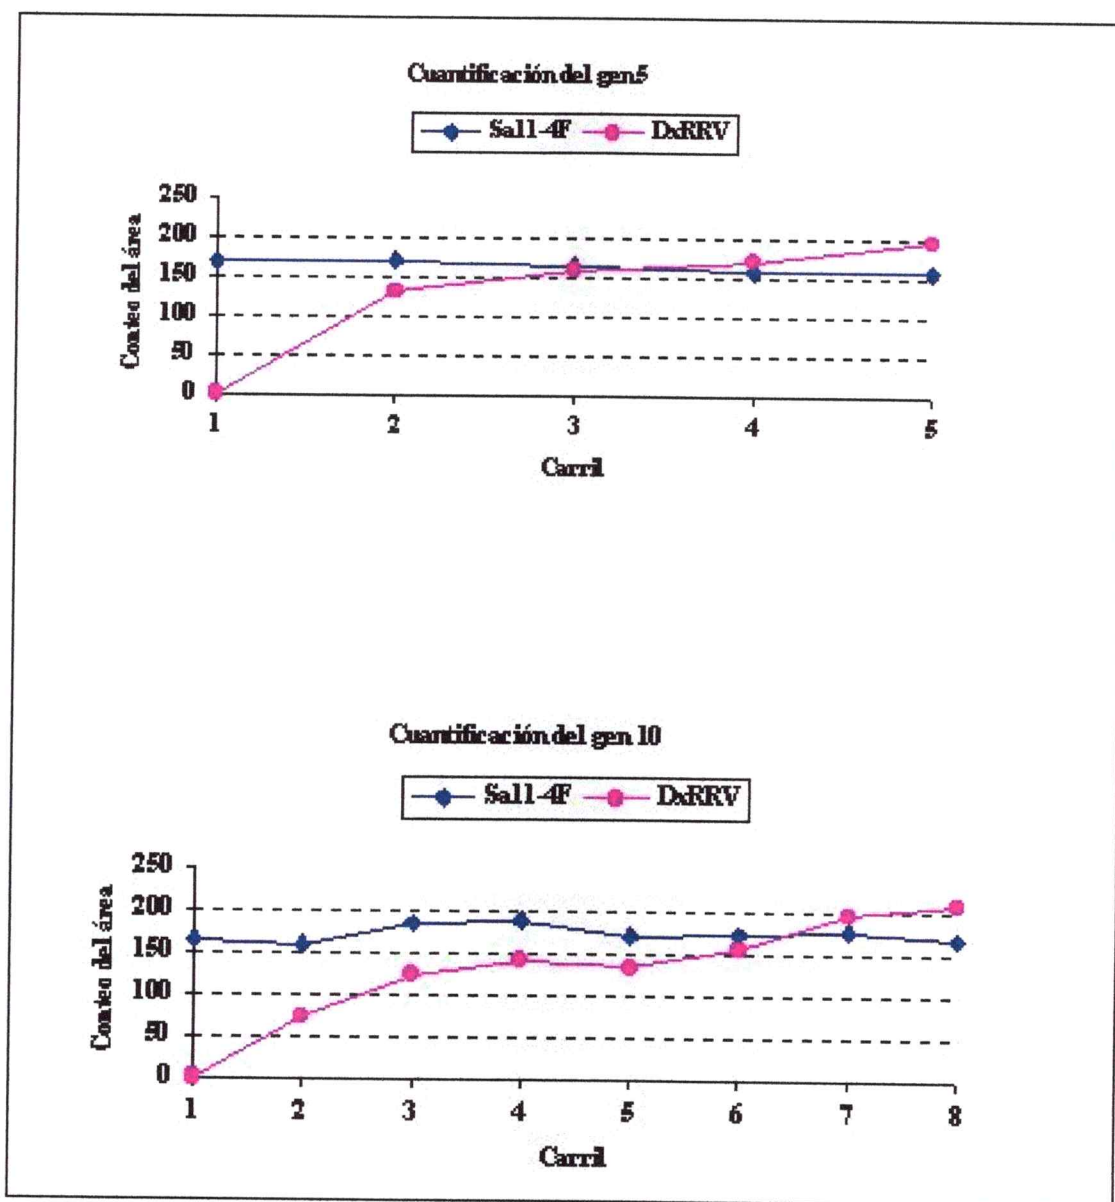 Cuantificación del gen5
Sa11-4F DxRRV
250
200
150
100
50
0
Conteo del área
1 2 3 4 5
Carril
Cuantificación del gen 10
Sa11-4F DxRRV
250
200
150
100
50
0
Conteo del área
1 2 3 4 5 6 7 8
Carril